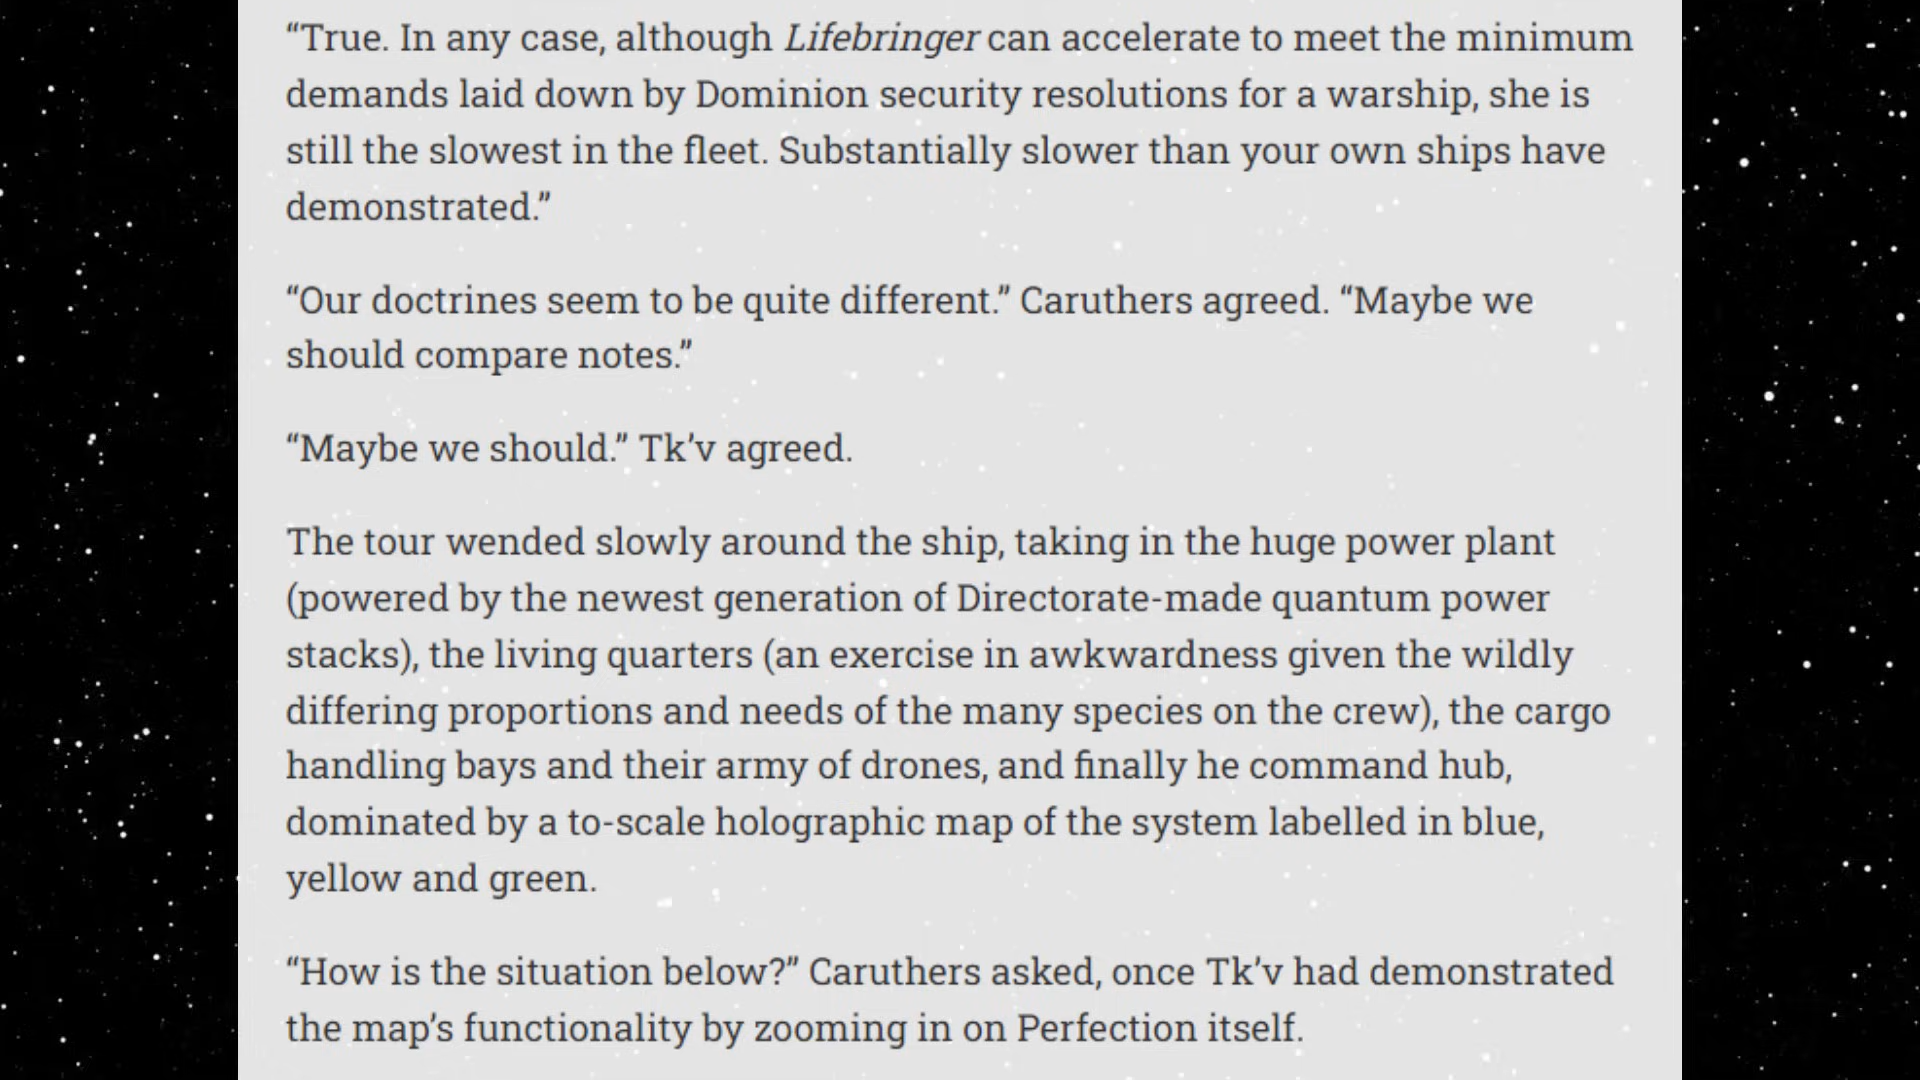 “True. In any case, although Lifebringer can accelerate to meet the minimum
demands laid down by Dominion security resolutions for a warship, she is
still the slowest in the fleet. Substantially slower than your own ships have
demonstrated.”
“Our doctrines seem to be quite different.” Caruthers agreed. “Maybe we
should compare notes.”
“Maybe we should.” Tk’v agreed.
The tour wended slowly around the ship, taking in the huge power plant
(powered by the newest generation of Directorate-made quantum power
stacks), the living quarters (an exercise in awkwardness given the wildly
differing proportions and needs of the many species on the crew), the cargo
handling bays and their army of drones, and finally he command hub,
dominated by a to-scale holographic map of the system labelled in blue,
yellow and green.
“How is the situation below?” Caruthers asked, once Tk’v had demonstrated
the map’s functionality by zooming in on Perfection itself.